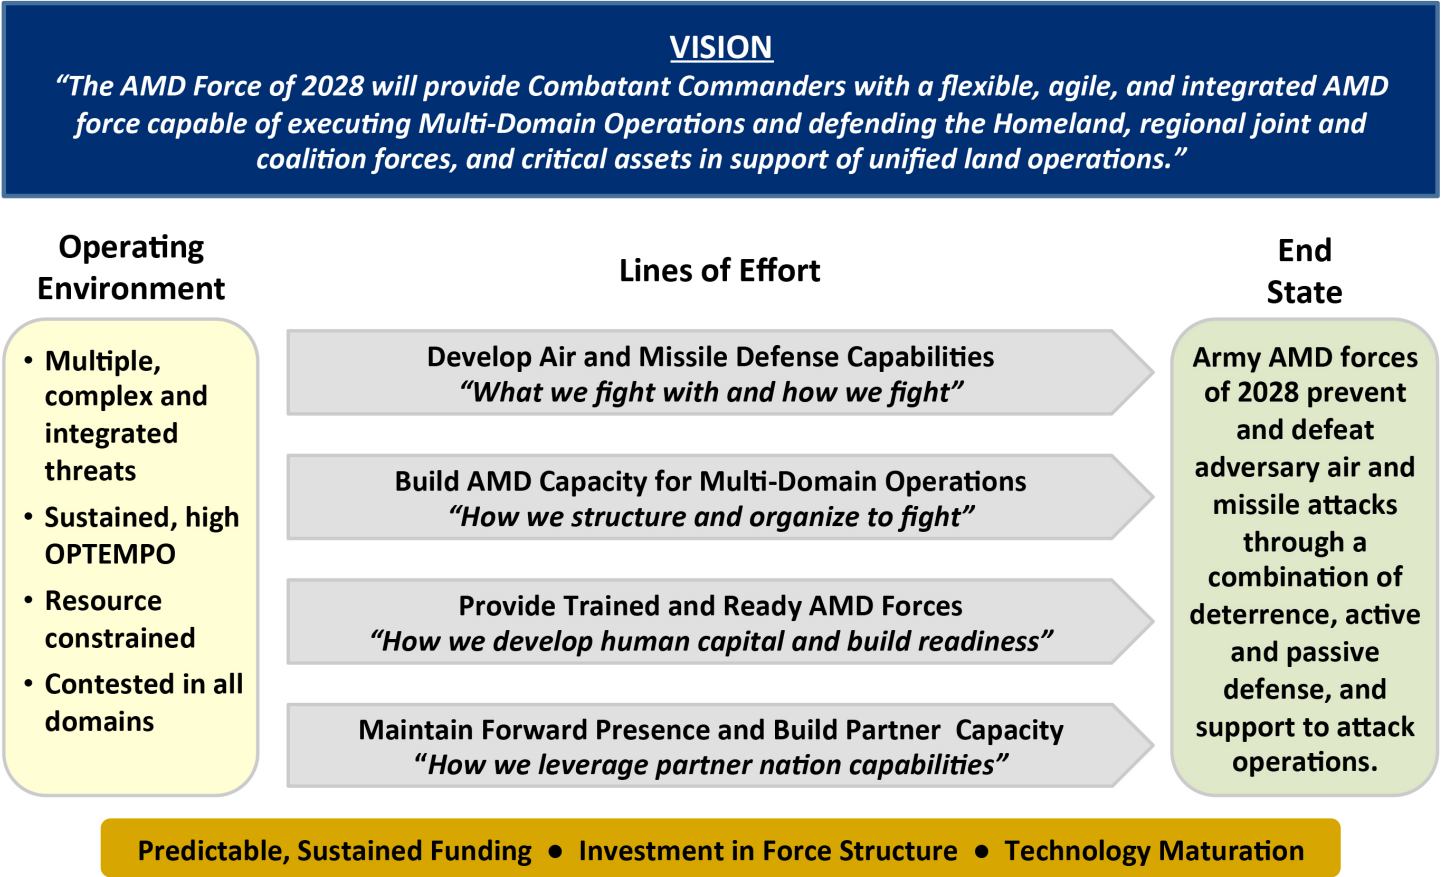 VISION
“The AMD Force of 2028 will provide Combatant Commanders with a flexible, agile, and integrated AMD
force capable of executing Multi-Domain Operations and defending the Homeland, regional joint and
coalition forces, and critical assets in support of unified land operations.”
Operating
Environment
• Multiple,
complex and
integrated
threats
• Sustained, high
OPTEMPO
• Resource
constrained
• Contested in all
domains
Lines of Effort
Develop Air and Missile Defense Capabilities
“What we fight with and how we fight”
Build AMD Capacity for Multi-Domain Operations
“How we structure and organize to fight”
Provide Trained and Ready AMD Forces
“How we develop human capital and build readiness”
Maintain Forward Presence and Build Partner Capacity
“How we leverage partner nation capabilities”
End
State
Army AMD forces
of 2028 prevent
and defeat
adversary air and
missile attacks
through a
combination of
deterrence, active
and passive
defense, and
support to attack
operations.
Predictable, Sustained Funding ● Investment in Force Structure ● Technology Maturation